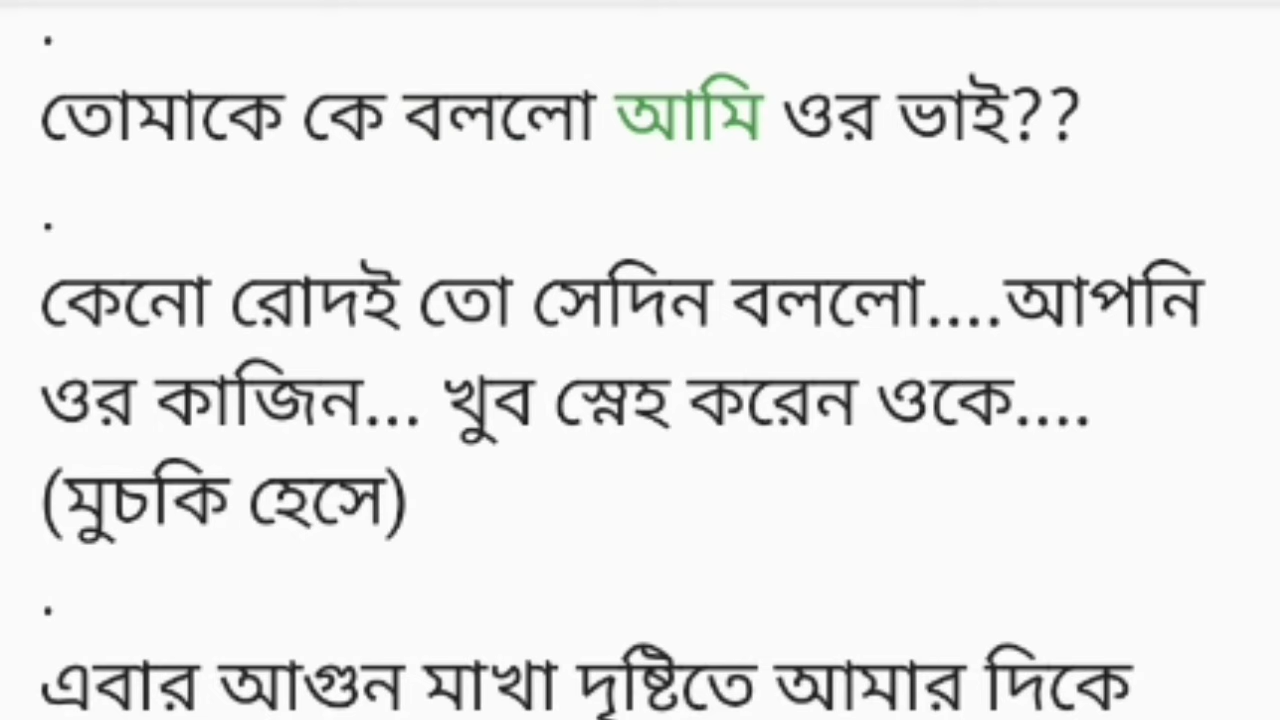 .
তোমাকে কে বললো আমি ওর ভাই??
.
কেনো রোদই তো সেদিন বললো....আপনি
ওর কাজিন... খুব স্নেহ করেন ওকে....
(মুচকি হেসে)
.
এবার আগুন মাখা দৃষ্টিতে আমার দিকে